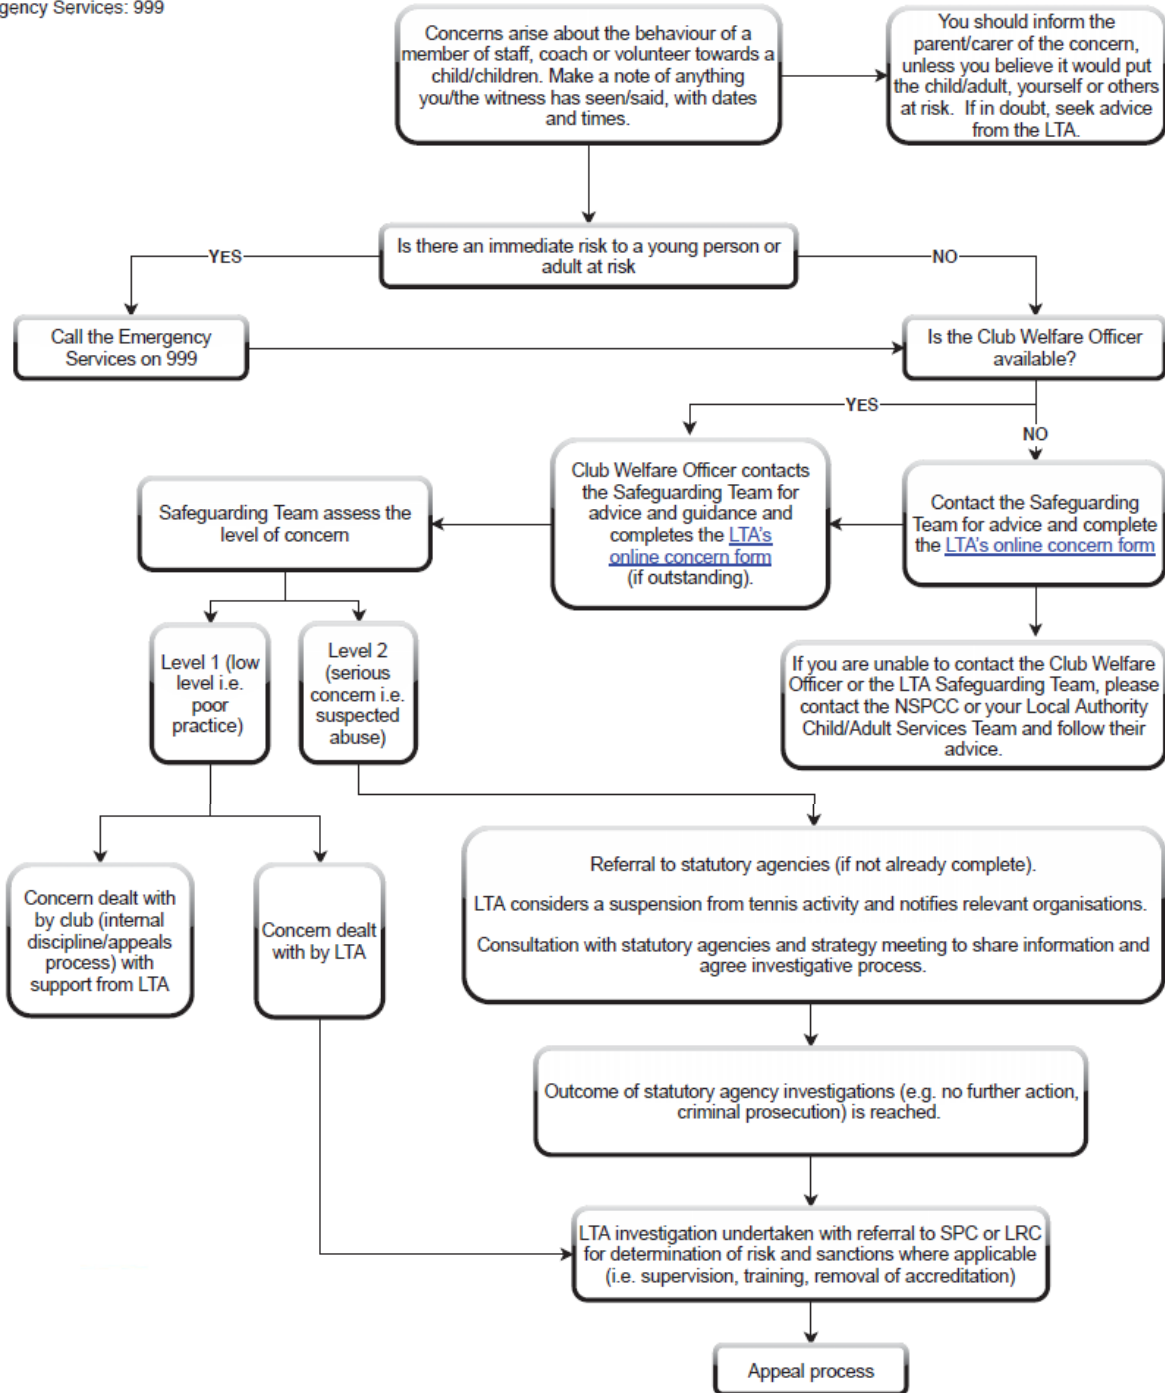 gency Services: 999
Concerns arise about the behaviour of a
member of staff, coach or volunteer towards a
child/children. Make a note of anything
you/the witness has seen/said, with dates
and times.
You should inform the
parent/carer of the concern,
unless you believe it would put
the child/adult, yourself or others
at risk. If in doubt, seek advice
from the LTA.
Is there an immediate risk to a young person or
adult at risk
YES
NO
Call the Emergency
Services on 999
Is the Club Welfare Officer
available?
YES
NO
Club Welfare Officer contacts
the Safeguarding Team for
advice and guidance and
completes the LTA's
online concern form
(if outstanding).
Contact the Safeguarding
Team for advice and complete
the LTA's online concern form
Safeguarding Team assess the
level of concern
If you are unable to contact the Club Welfare
Officer or the LTA Safeguarding Team, please
contact the NSPCC or your Local Authority
Child/Adult Services Team and follow their
advice.
Level 1 (low
level i.e.
poor
practice)
Level 2
(serious
concern i.e.
suspected
abuse)
Concern dealt with
by club (internal
discipline/appeals
process) with
support from LTA
Concern dealt
with by LTA
Referral to statutory agencies (if not already complete).
LTA considers a suspension from tennis activity and notifies relevant organisations.
Consultation with statutory agencies and strategy meeting to share information and
agree investigative process.
Outcome of statutory agency investigations (e.g. no further action,
criminal prosecution) is reached.
LTA investigation undertaken with referral to SPC or LRC
for determination of risk and sanctions where applicable
(i.e. supervision, training, removal of accreditation)
Appeal process